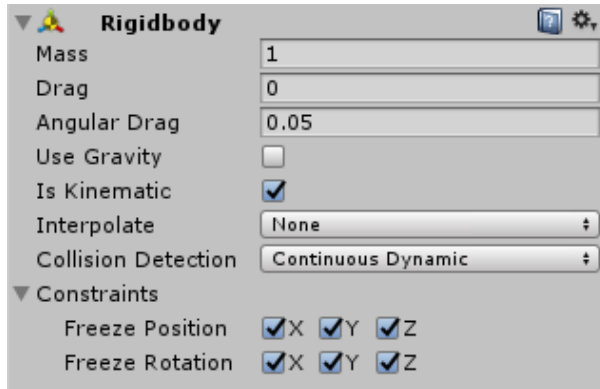 Rigidbody
Mass 1
Drag 0
Angular Drag 0.05
Use Gravity
Is Kinematic
Interpolate None
Collision Detection Continuous Dynamic
Constraints
Freeze Position X Y Z
Freeze Rotation X Y Z